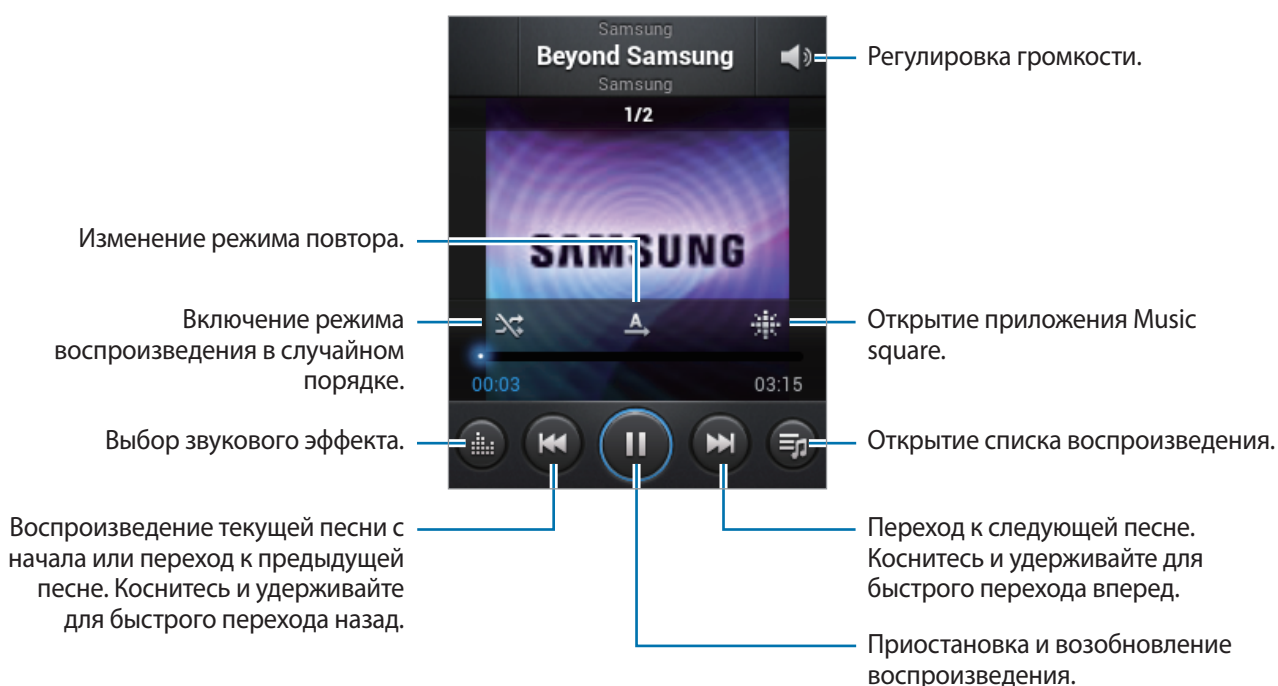 Samsung
Beyond Samsung
Samsung
1/2
Регулировка громкости.
Изменение режима повтора.
SAMSUNG
A
Включение режима
воспроизведения в случайном
порядке.
Открытие приложения Music
square.
00:03
03:15
Выбор звукового эффекта.
Открытие списка воспроизведения.
Воспроизведение текущей песни с
начала или переход к предыдущей
песне. Коснитесь и удерживайте
для быстрого перехода назад.
Переход к следующей песне.
Коснитесь и удерживайте для
быстрого перехода вперед.
Приостановка и возобновление
воспроизведения.